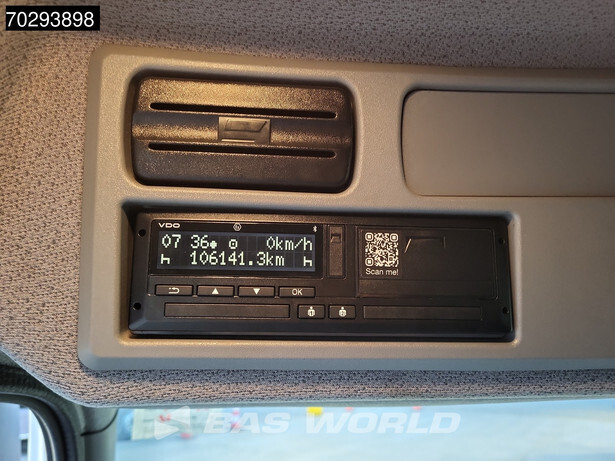 70293898
VDO
07 36 0km/h
106141.3km
Scan me!
OK
BAS WORLD